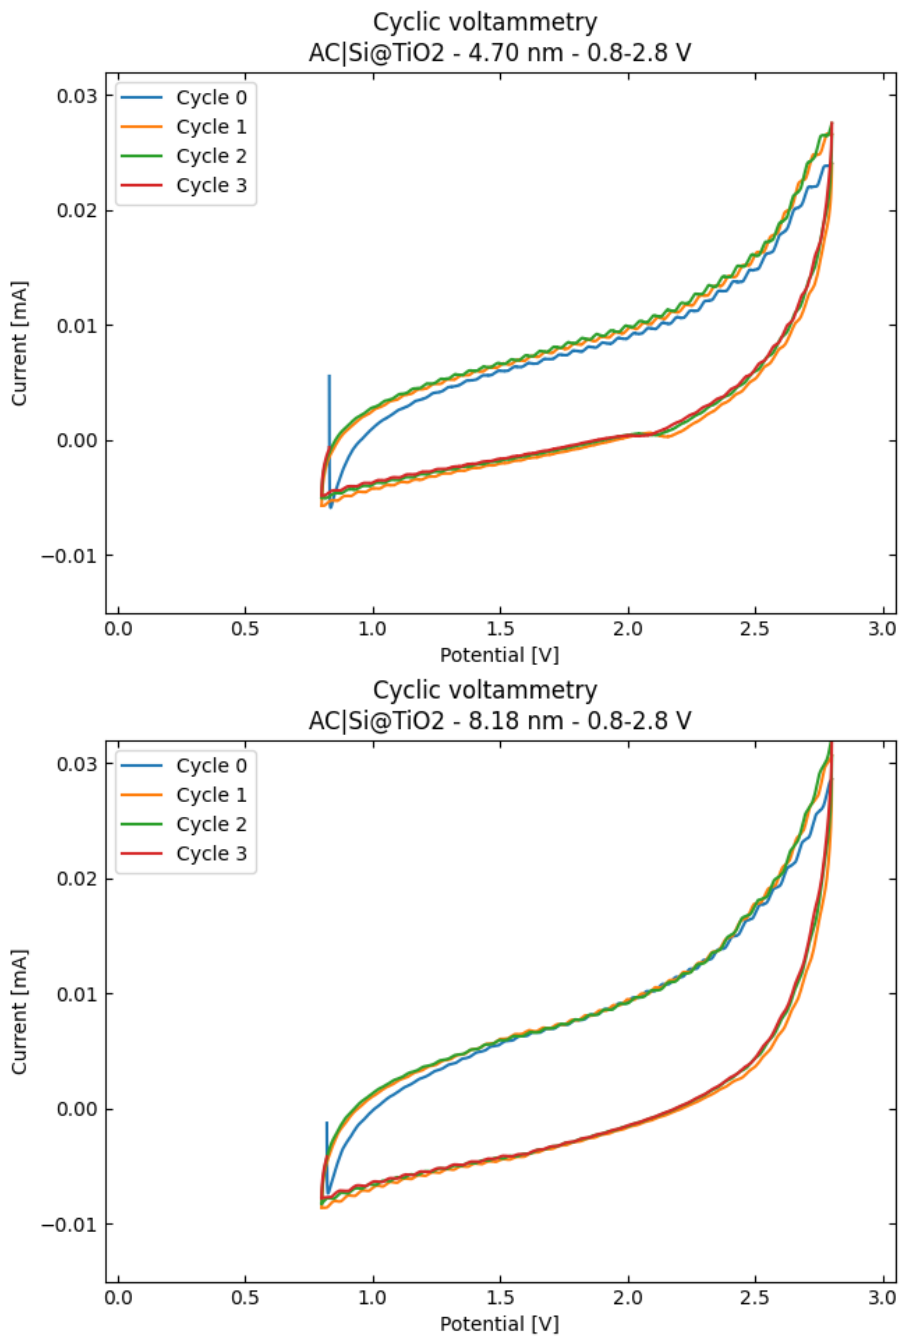 Cyclic voltammetry
AC|Si@TiO2 - 4.70 nm - 0.8-2.8 V
Cycle 0
Cycle 1
Cycle 2
Cycle 3
0.03
0.02
0.01
0.00
−0.01
Current [mA]
0.0 0.5 1.0 1.5 2.0 2.5 3.0
Potential [V]
Cyclic voltammetry
AC|Si@TiO2 - 8.18 nm - 0.8-2.8 V
Cycle 0
Cycle 1
Cycle 2
Cycle 3
0.03
0.02
0.01
0.00
−0.01
Current [mA]
0.0 0.5 1.0 1.5 2.0 2.5 3.0
Potential [V]